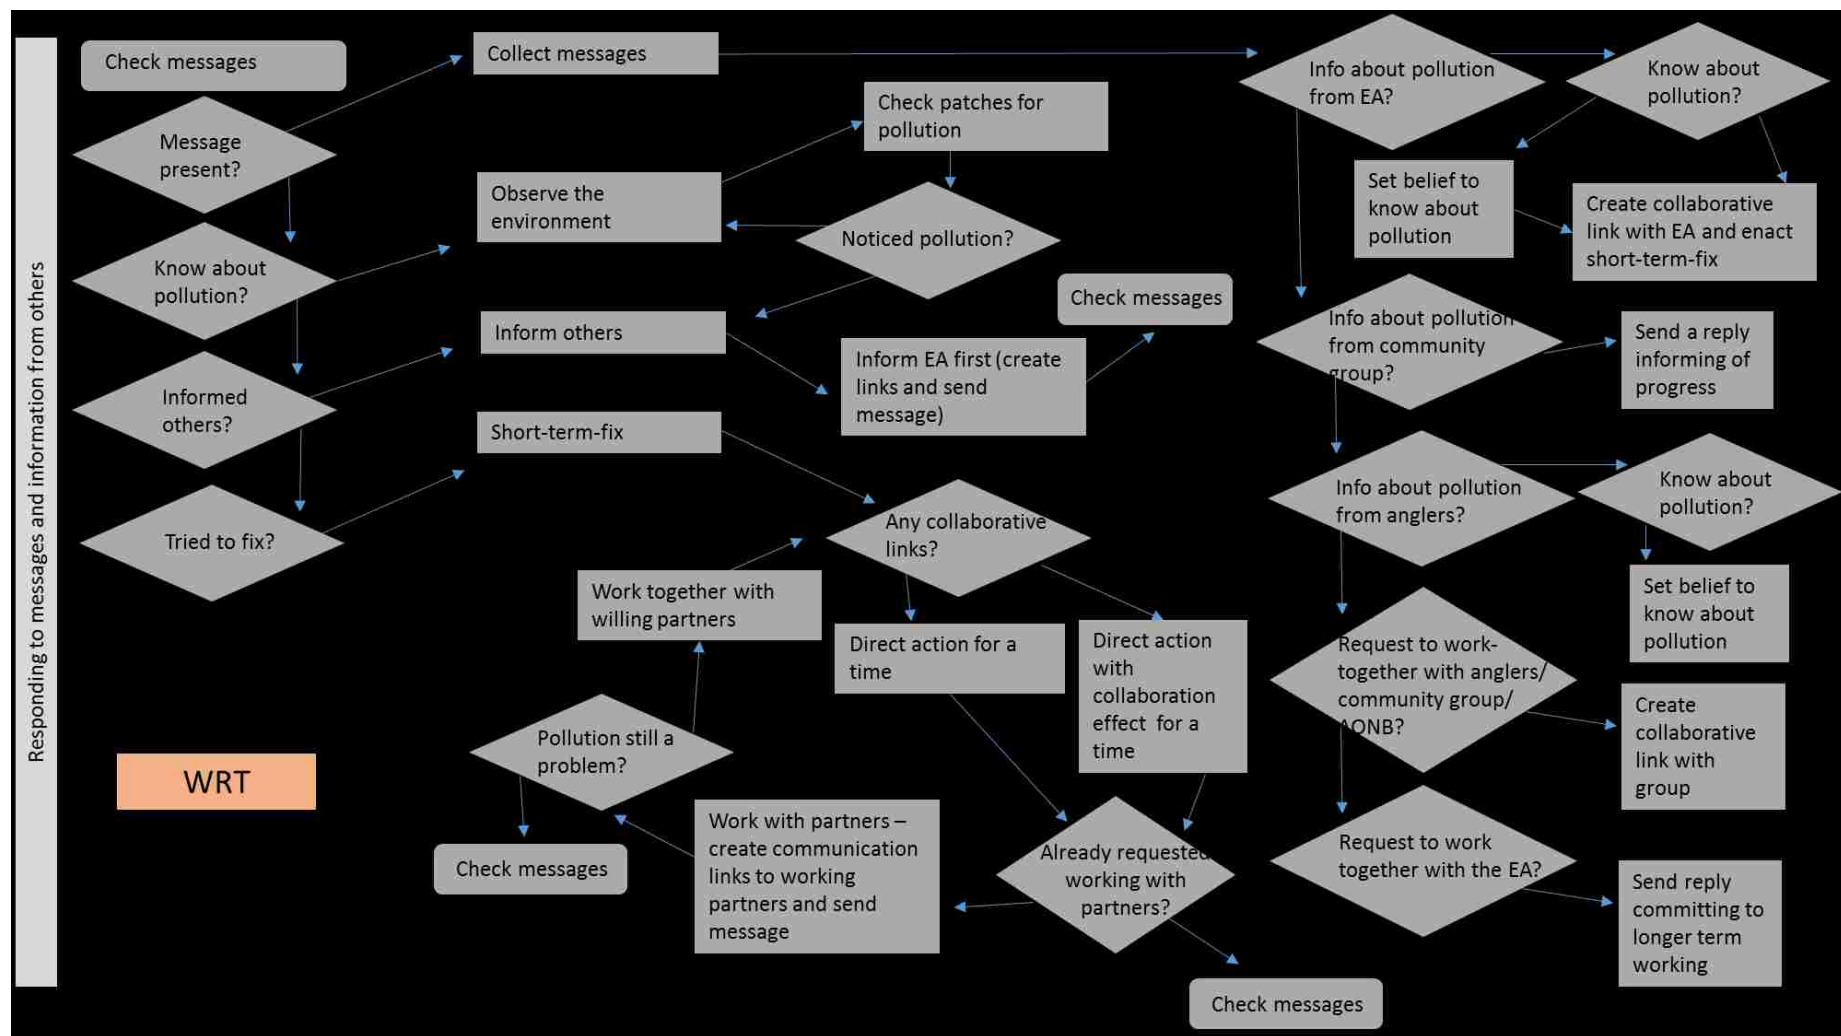 Responding to messages and information from others
Check messages
Message
present?
Know about
pollution?
Informed
others?
Tried to fix?
WRT
Collect messages
Observe the
environment
Inform others
Short-term-fix
Check patches for
pollution
Noticed pollution?
Check messages
Inform EA first (create
links and send
message)
Any collaborative
links?
Work together with
willing partners
Direct action for a
time
Direct action
with
collaboration
effect for a
time
Pollution still a
problem?
Check messages
Work with partners –
create communication
links to working
partners and send
message
Already requested
working with
partners?
Check messages
Info about pollution
from EA?
Know about
pollution?
Set belief to
know about
pollution
Create collaborative
link with EA and enact
short-term-fix
Info about pollution
from community
group?
Send a reply
informing of
progress
Info about pollution
from anglers?
Know about
pollution?
Set belief to
know about
pollution
Request to work-
together with anglers/
community group/
AONB?
Create
collaborative
link with
group
Request to work
together with the EA?
Send reply
committing to
longer term
working